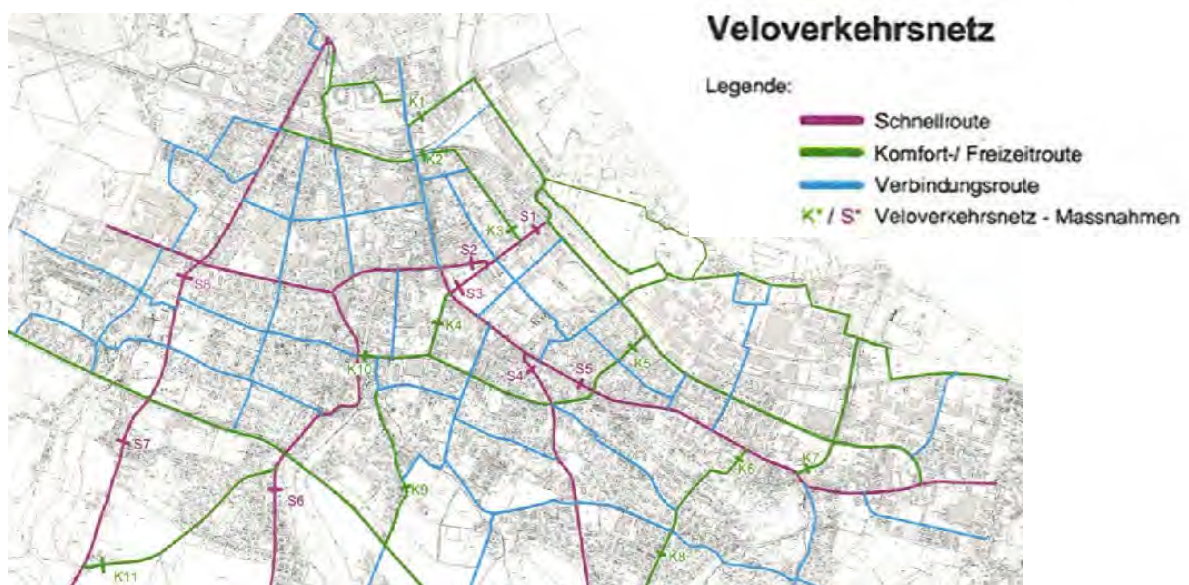 Veloverkehrsnetz
Legende:
Schnellroute
Komfort-/ Freizeitroute
Verbindungsroute
K* / S* Veloverkehrsnetz - Massnahmen
K1
K2
S1
K3
S2
S8
S3
K4
K5
K10
S4
S5
S7
K6
K7
K9
S6
K8
K11